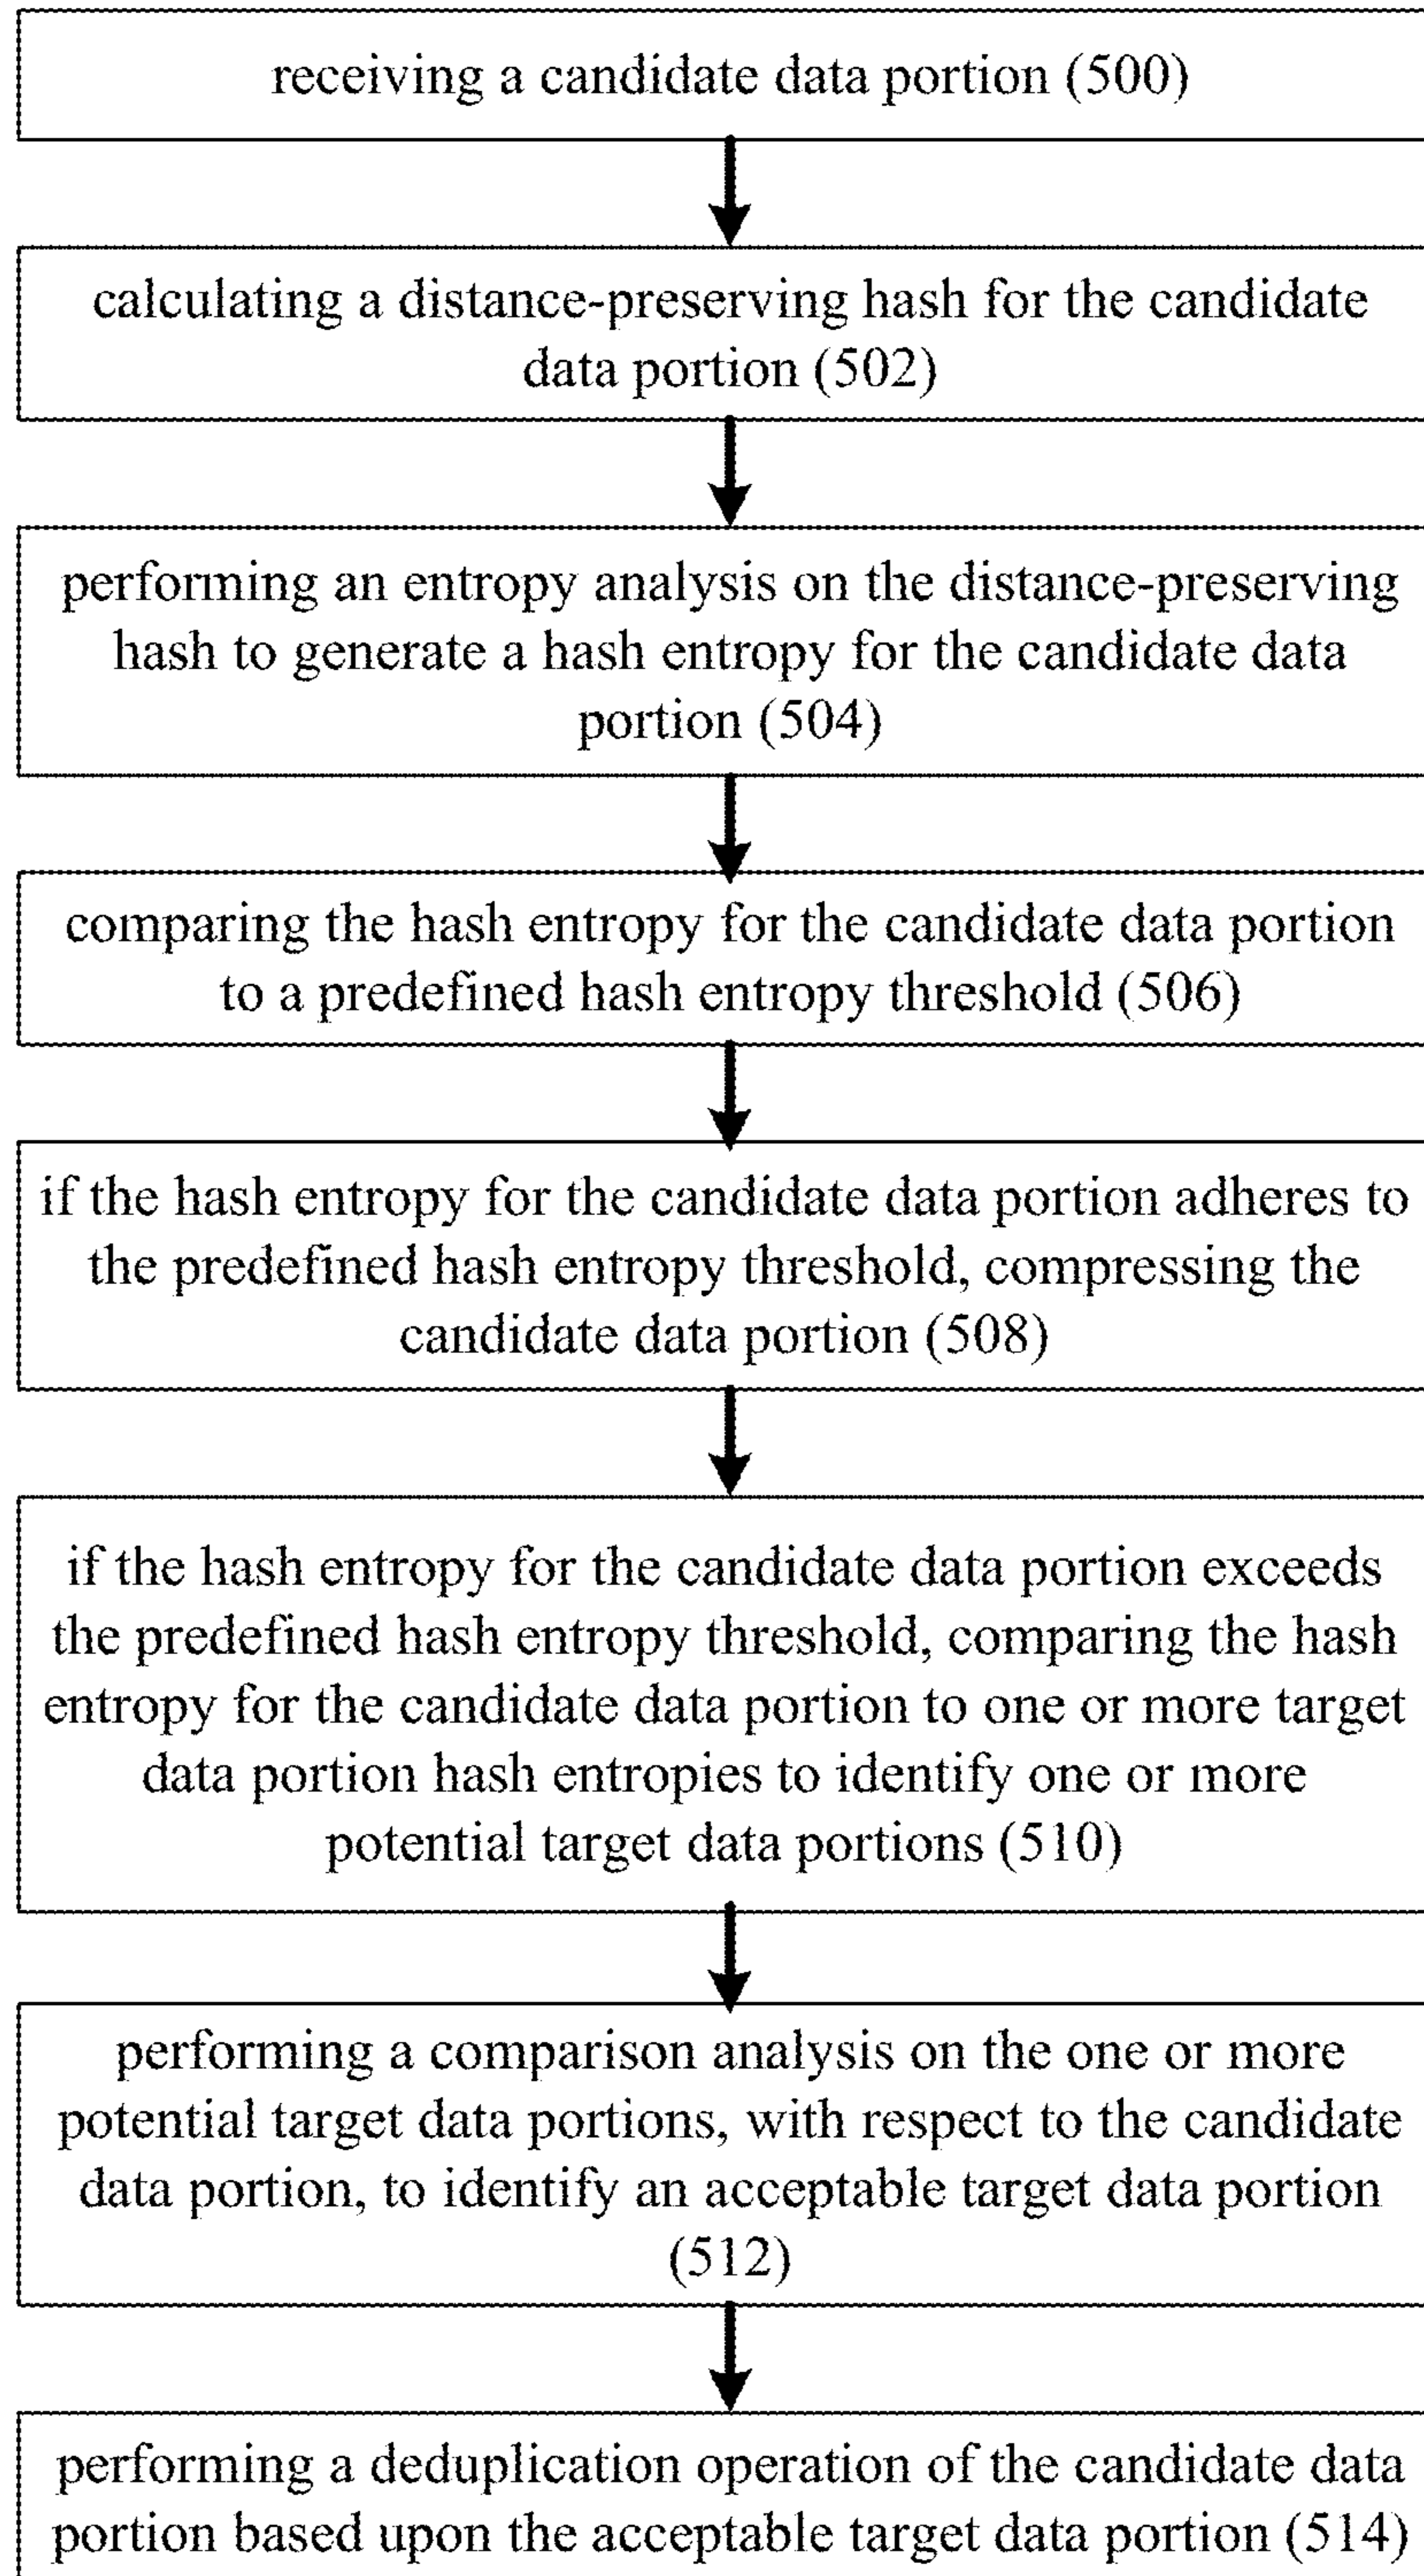 receiving a candidate data portion (500)
calculating a distance-preserving hash for the candidate
data portion (502)
performing an entropy analysis on the distance-preserving
hash to generate a hash entropy for the candidate data
portion (504)
comparing the hash entropy for the candidate data portion
to a predefined hash entropy threshold (506)
if the hash entropy for the candidate data portion adheres to
the predefined hash entropy threshold, compressing the
candidate data portion (508)
if the hash entropy for the candidate data portion exceeds
the predefined hash entropy threshold, comparing the hash
entropy for the candidate data portion to one or more target
data portion hash entropies to identify one or more
potential target data portions (510)
performing a comparison analysis on the one or more
potential target data portions, with respect to the candidate
data portion, to identify an acceptable target data portion
(512)
performing a deduplication operation of the candidate data
portion based upon the acceptable target data portion (514)